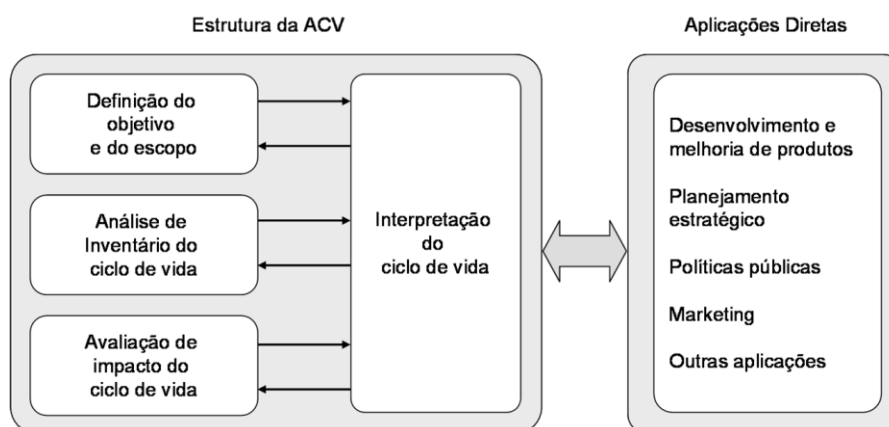 Estrutura da ACV
Aplicações Diretas
Definição do
objetivo
e do escopo
Análise de
Inventário do
ciclo de vida
Avaliação de
impacto do
ciclo de vida
Interpretação
do
ciclo de vida
Desenvolvimento e
melhoria de produtos
Planejamento
estratégico
Políticas públicas
Marketing
Outras aplicações